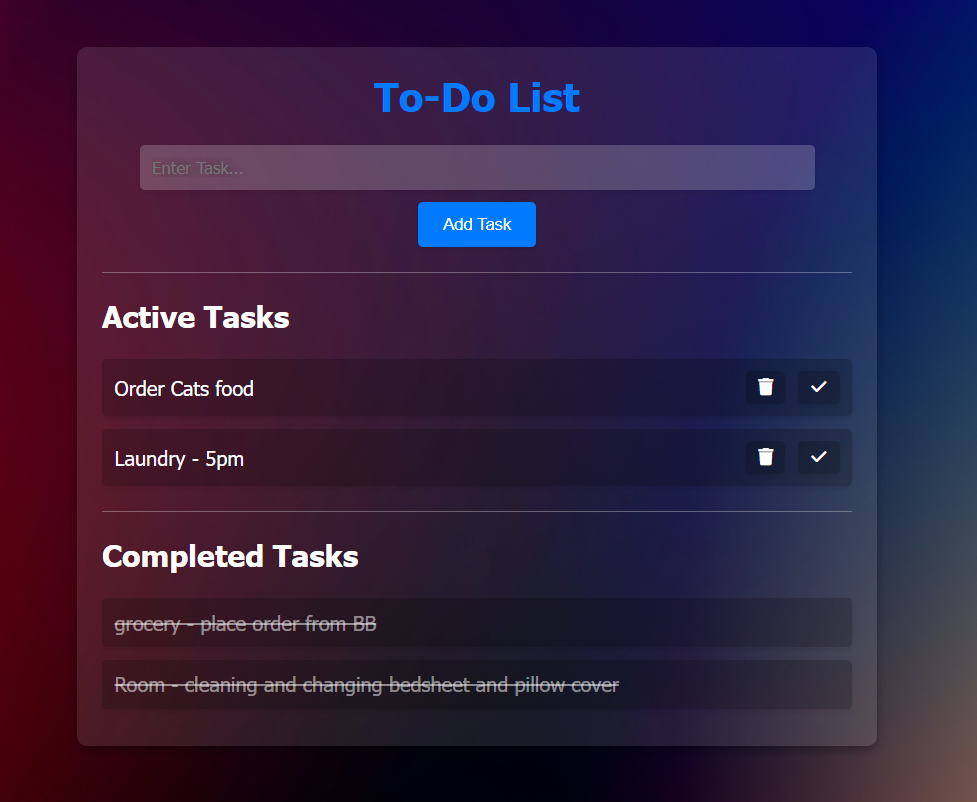 To-Do List
Enter Task...
Add Task
Active Tasks
Order Cats food
Laundry - 5pm
Completed Tasks
grocery - place order from BB
Room - cleaning and changing bedsheet and pillow cover